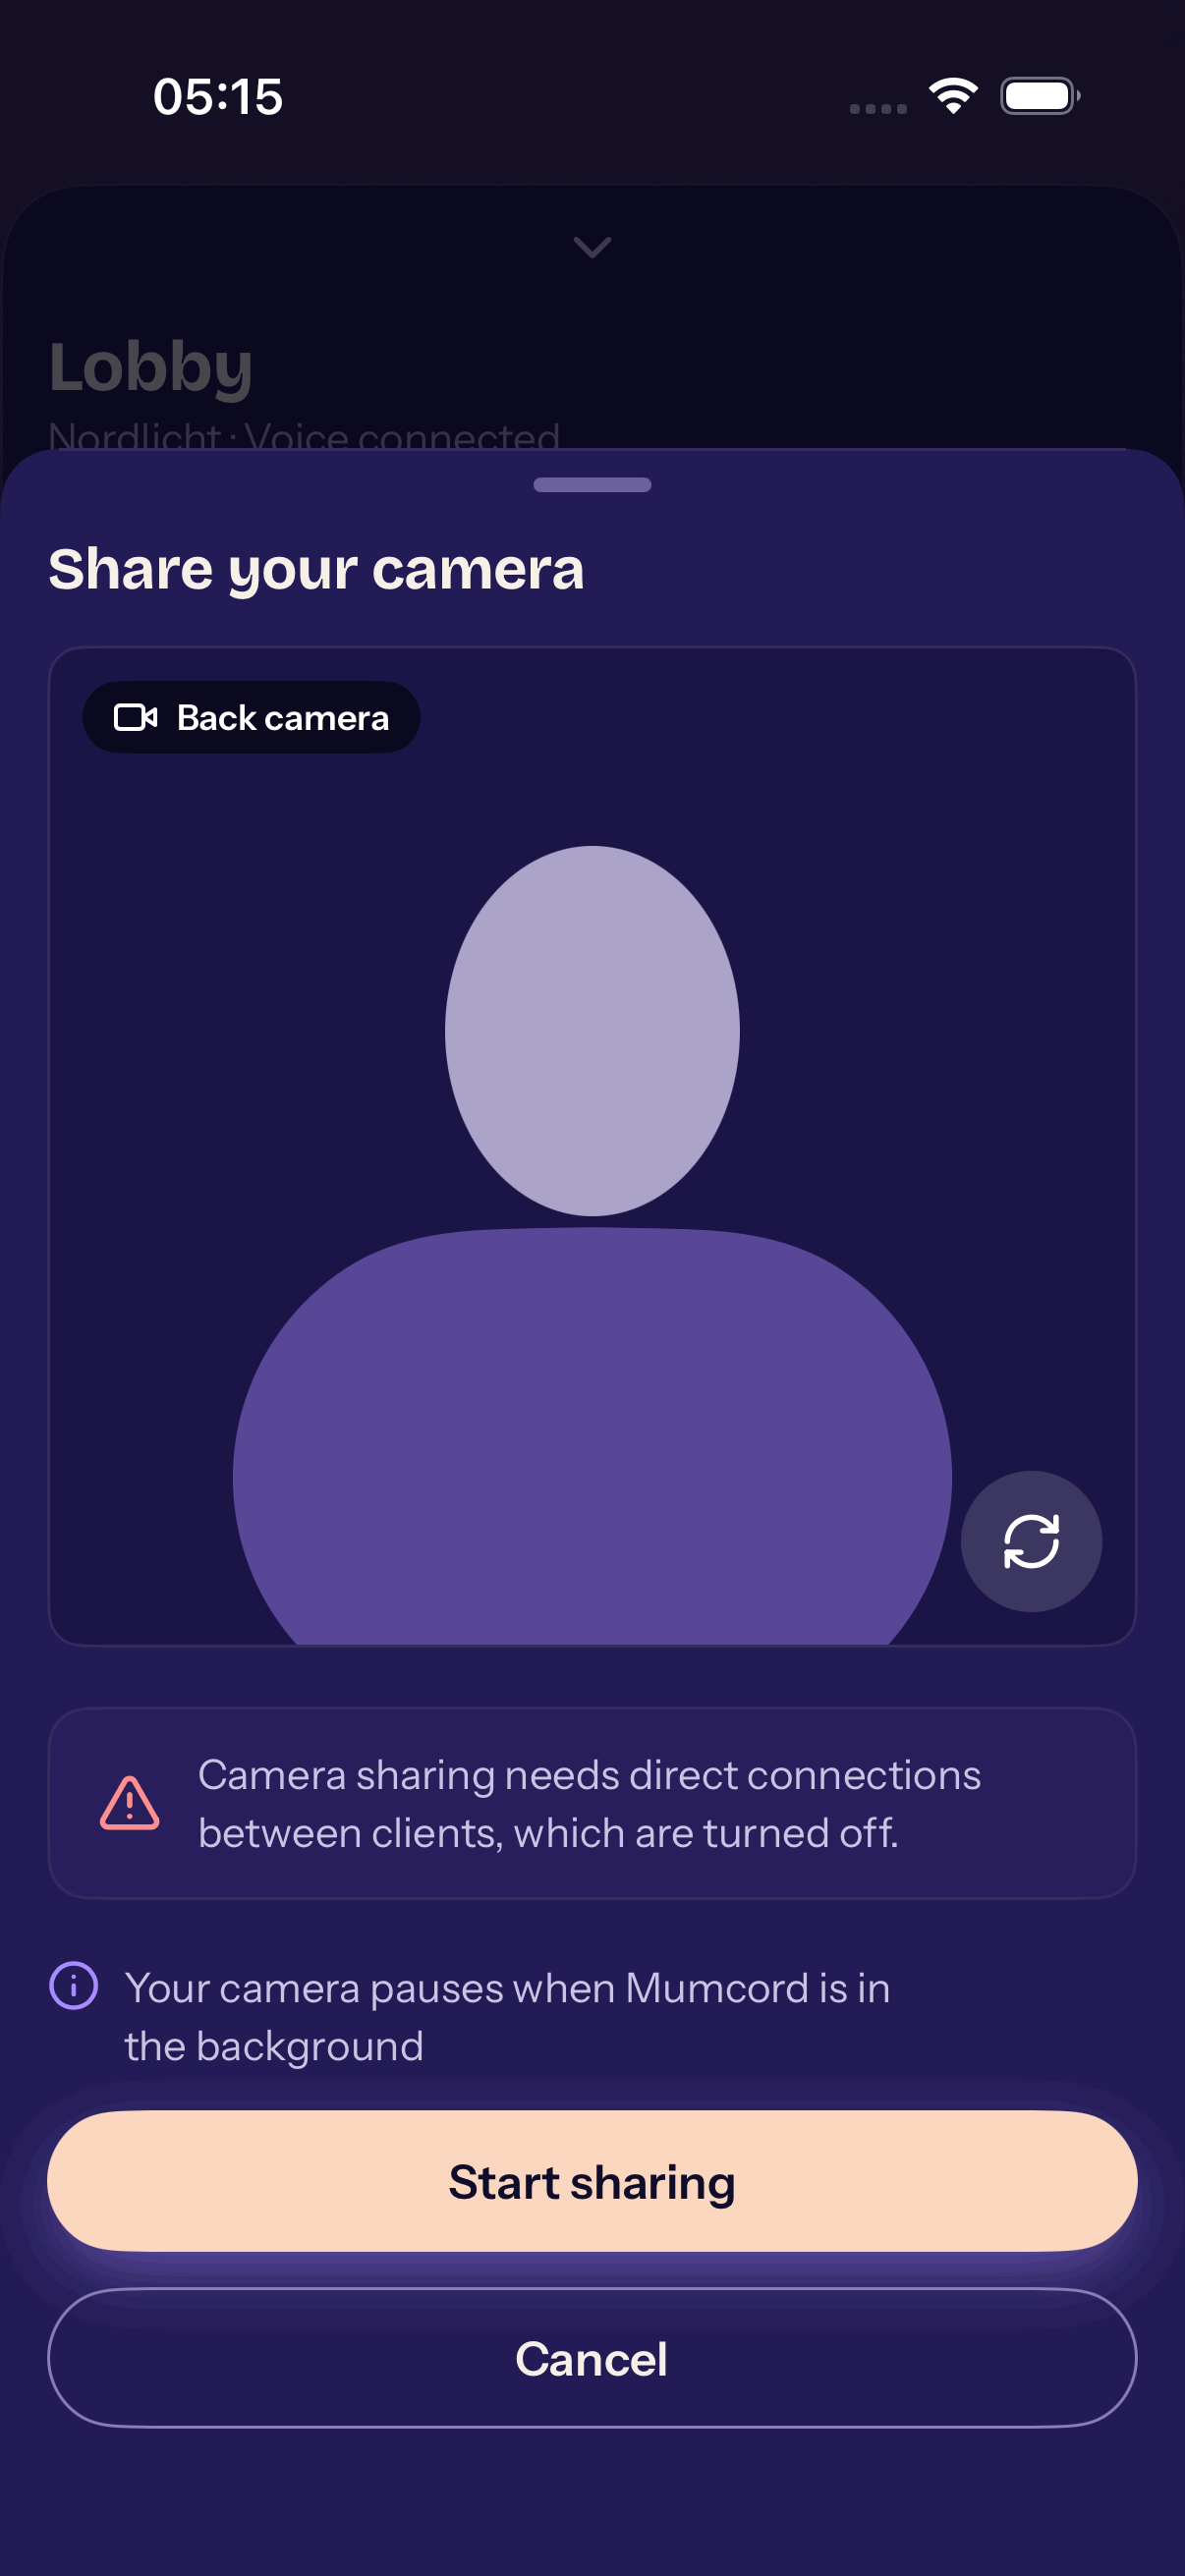 05:15
Lobby
Nordlicht · Voice connected
Share your camera
Back camera
Camera sharing needs direct connections
between clients, which are turned off.
Your camera pauses when Mumcord is in
the background
Start sharing
Cancel